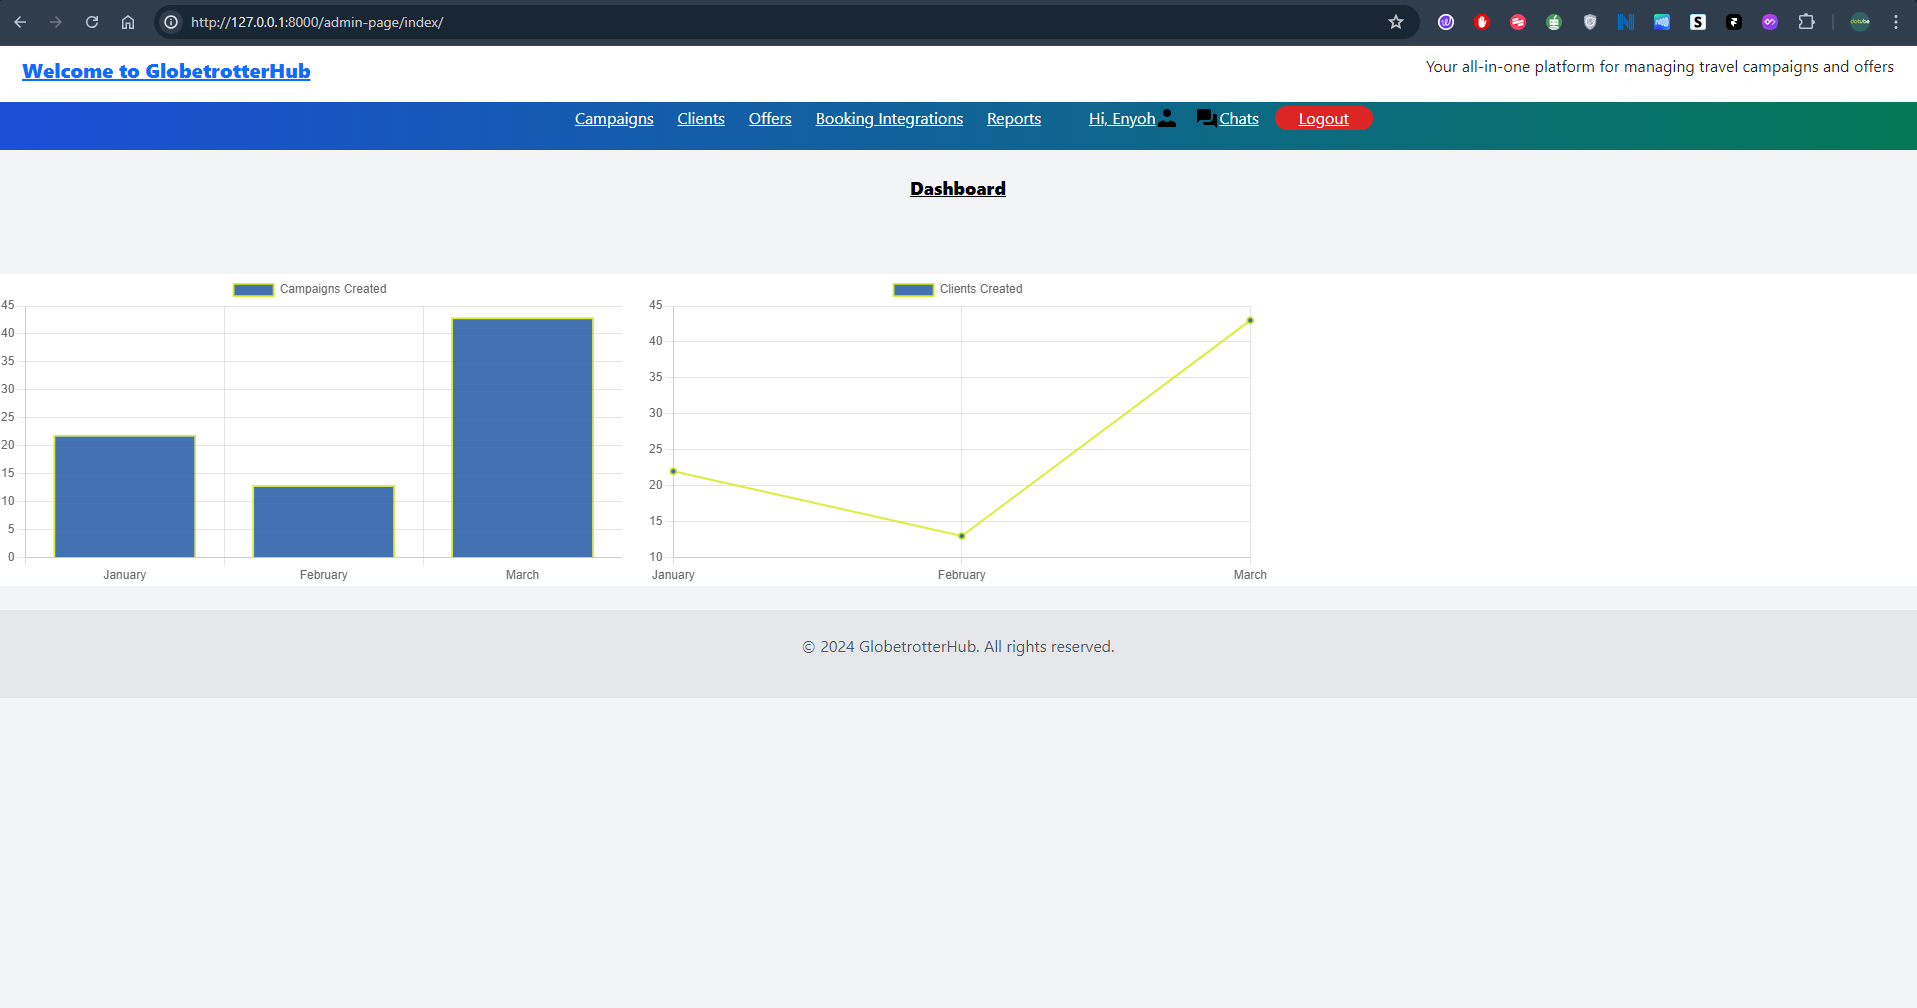 http://127.0.0.1:8000/admin-page/index/
Welcome to GlobetrotterHub
Your all-in-one platform for managing travel campaigns and offers
Campaigns Clients Offers Booking Integrations Reports Hi, Enyoh Chats Logout
Dashboard
Campaigns Created
45
40
35
30
25
20
15
10
5
0
January February March
Clients Created
45
40
35
30
25
20
15
10
January February March
© 2024 GlobetrotterHub. All rights reserved.